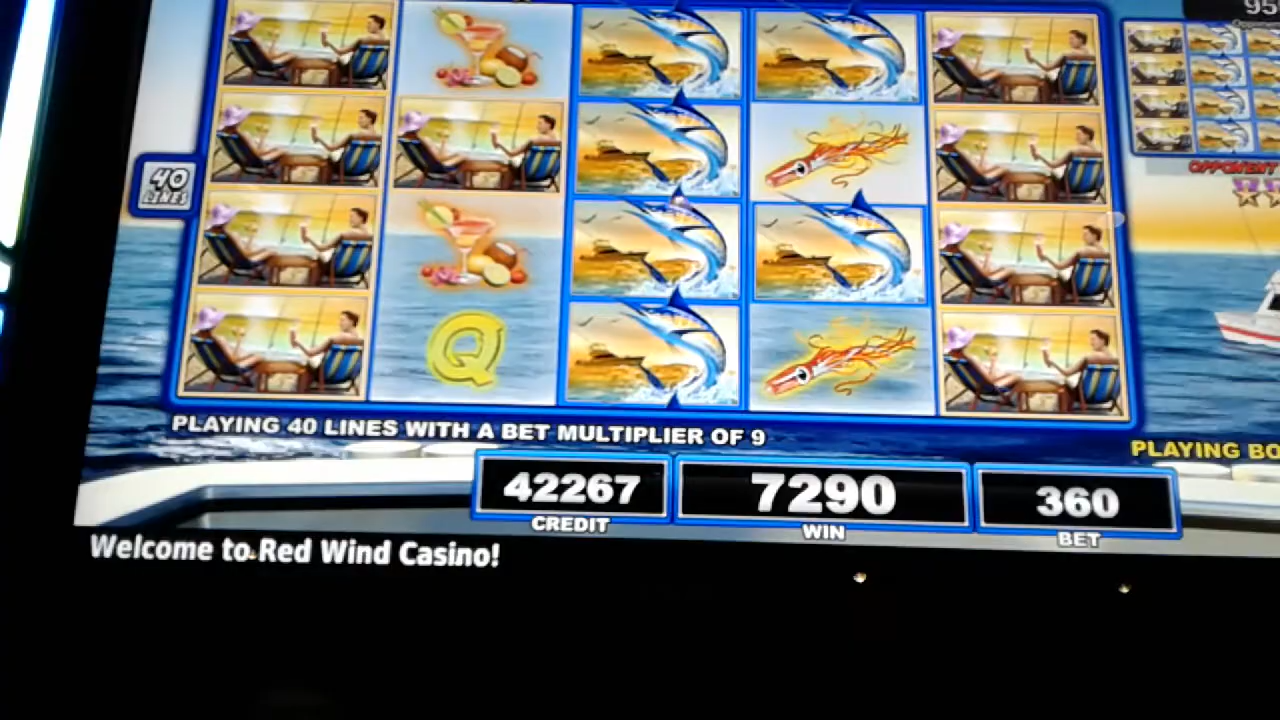 40
LINES
OPPONENT
Q
PLAYING 40 LINES WITH A BET MULTIPLIER OF 9
PLAYING
42267
7290
360
CREDIT
WIN
BET
Welcome to Red Wind Casino!